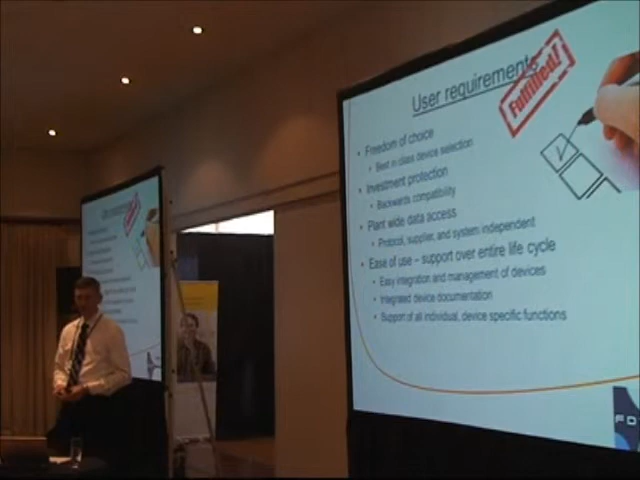 User requirements
Fulfilled!
• Freedom of choice
• Best in class device selection
• Investment protection
• Backwards compatibility
• Plant wide data access
• Protocol, supplier, and system independent
• Ease of use – support over entire life cycle
• Easy integration and management of devices
• Integrated device documentation
• Support of all individual, device specific functions
FD